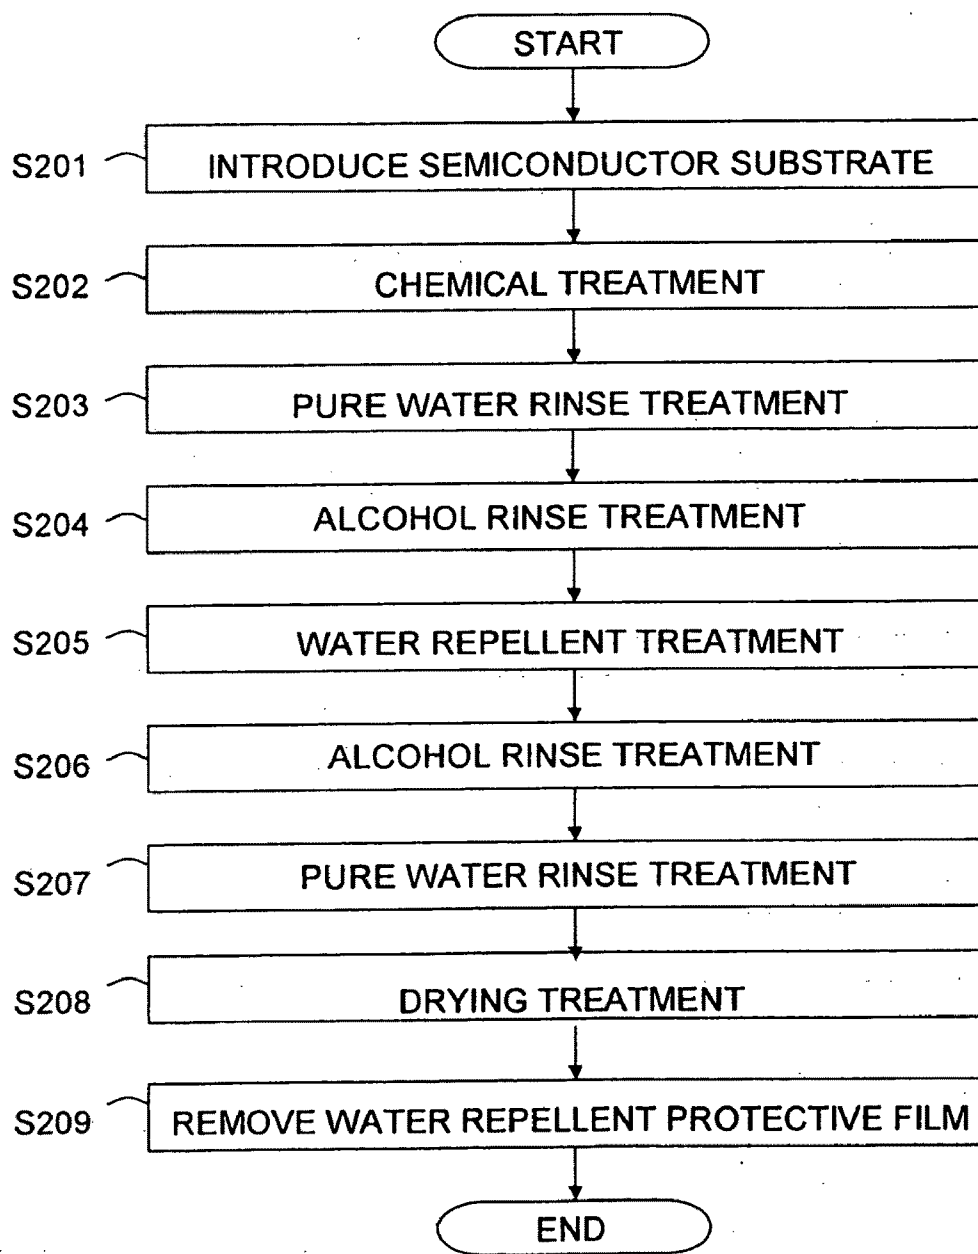 START
S201 INTRODUCE SEMICONDUCTOR SUBSTRATE
S202 CHEMICAL TREATMENT
S203 PURE WATER RINSE TREATMENT
S204 ALCOHOL RINSE TREATMENT
S205 WATER REPELLENT TREATMENT
S206 ALCOHOL RINSE TREATMENT
S207 PURE WATER RINSE TREATMENT
S208 DRYING TREATMENT
S209 REMOVE WATER REPELLENT PROTECTIVE FILM
END